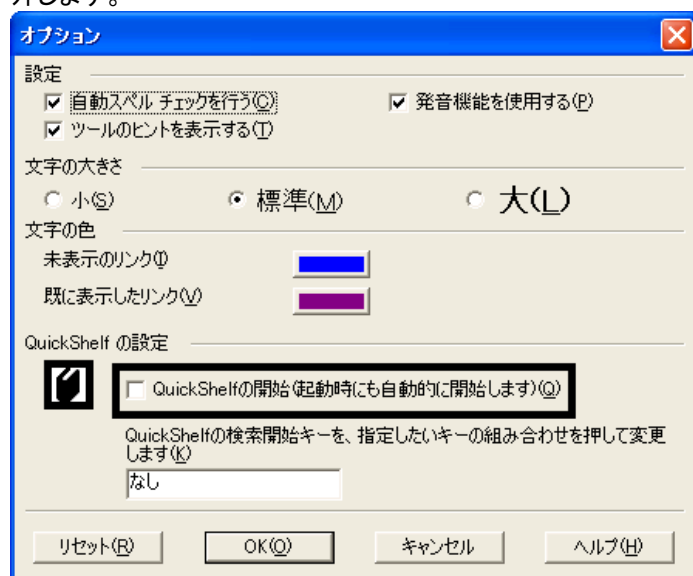 外します。
オプション
設定
自動スペル チェックを行う(C)
発音機能を使用する(P)
ツールのヒントを表示する(T)
文字の大きさ
小(S)
標準(M)
大(L)
文字の色
未表示のリンク(I)
既に表示したリンク(V)
QuickShelf の設定
QuickShelfの開始(起動時にも自動的に開始します)(Q)
QuickShelfの検索開始キーを、指定したいキーの組み合わせを押して変更
します(K)
なし
リセット(R)
OK(O)
キャンセル
ヘルプ(H)